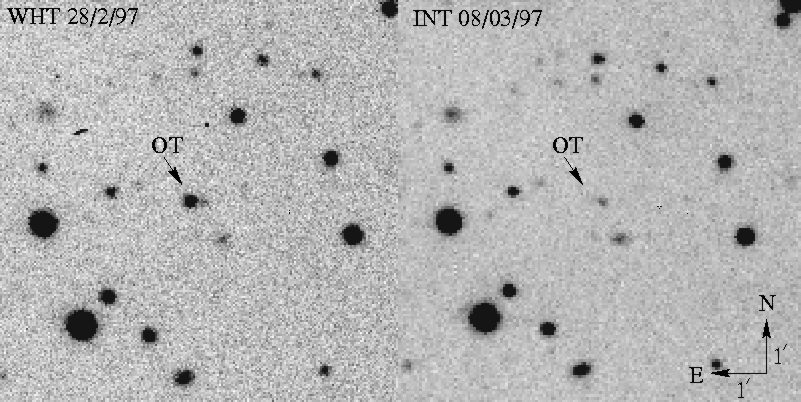 WHT 28/2/97
INT 08/03/97
OT
OT
N
1′
E
1′